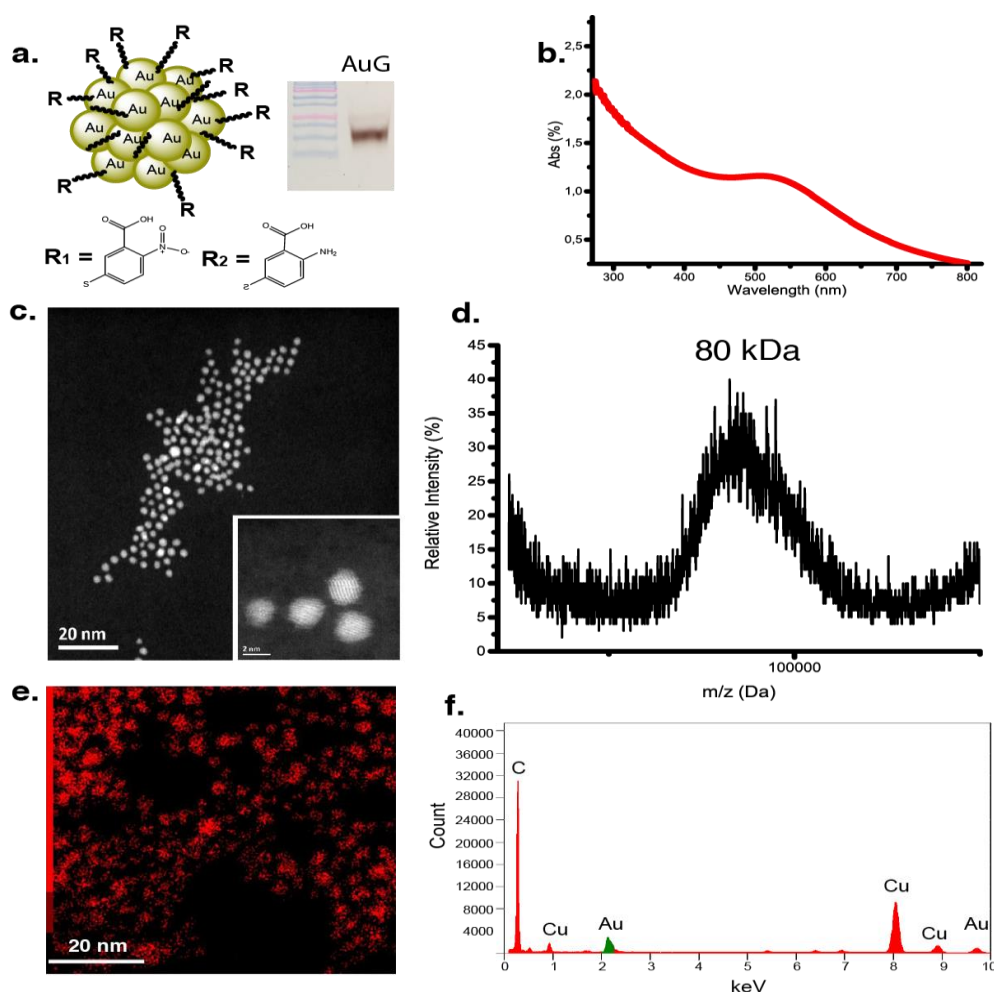 a.
R R R R R R R R R R
Au Au Au Au Au Au Au Au Au Au Au Au
AuG
R1 = O OH N+ O O- S
R2 = O OH NH2 S
b.
Abs (%)
2,5
2,0
1,5
1,0
0,5
300 400 500 600 700 800
Wavelength (nm)
c.
20 nm
2 nm
d.
80 kDa
Relative Intensity (%)
45
40
35
30
25
20
15
10
5
0
100000
m/z (Da)
e.
20 nm
f.
Count
40000
36000
32000
28000
24000
20000
16000
12000
8000
4000
C
Cu
Au
Cu
Cu
Au
0 1 2 3 4 5 6 7 8 9 10
keV